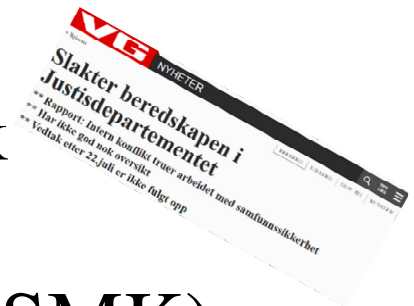 VG
NYHETER
< Nyheter
Slakter beredskapen i
Justisdepartementet
** Rapport: Intern konflikt truer arbeidet med samfunnssikkerhet
** Har ikke god nok oversikt
** Vedtak etter 22. juli er ikke fulgt opp
SMK)